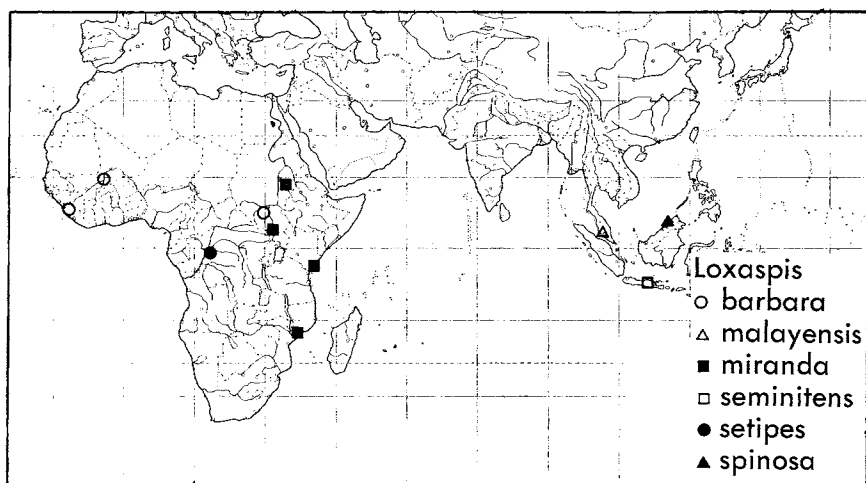 Loxaspis
barbara
malayensis
miranda
seminitens
setipes
spinosa